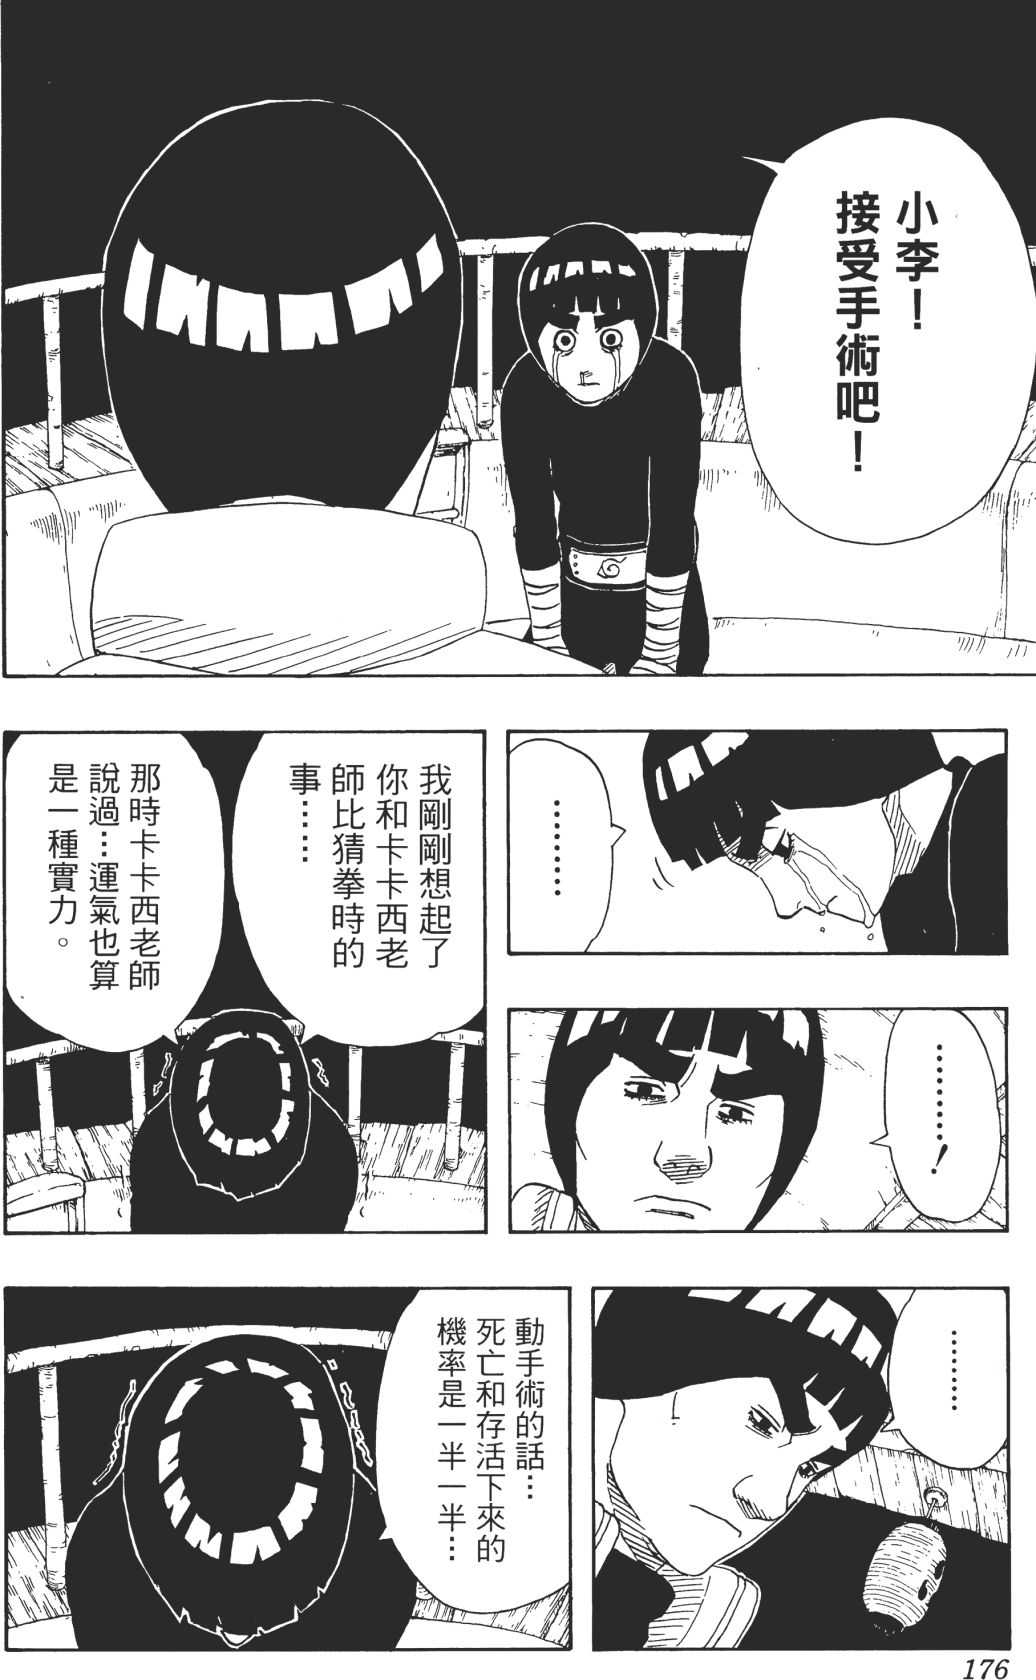 小李！
接受手術吧！
………
………！
我剛剛想起了
你和卡卡西老
師比猜拳時的
事……
那時卡卡西老師
說過…運氣也算
是一種實力。
………
動手術的話…
死亡和存活下來的
機率是一半一半…
176